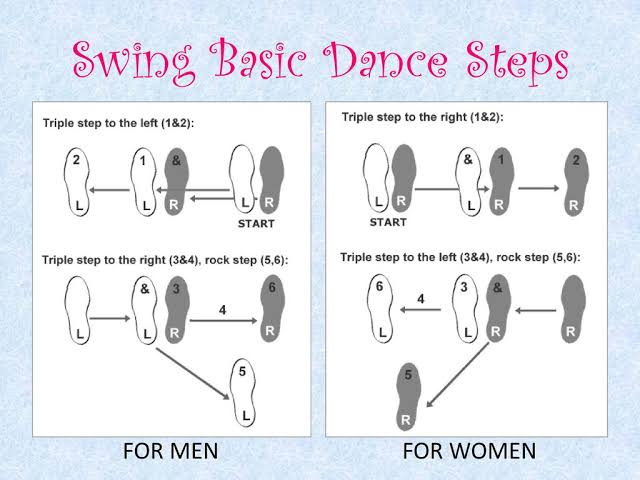 Swing Basic Dance Steps
Triple step to the left (1&2):
2 1 &
L L R L R
START
Triple step to the right (3&4), rock step (5,6):
& 3 6
4
L L R R
5
L
FOR MEN
Triple step to the right (1&2):
& 1 2
L R L R R
START
Triple step to the left (3&4), rock step (5,6):
6 3 &
4
L L R R
5
R
FOR WOMEN